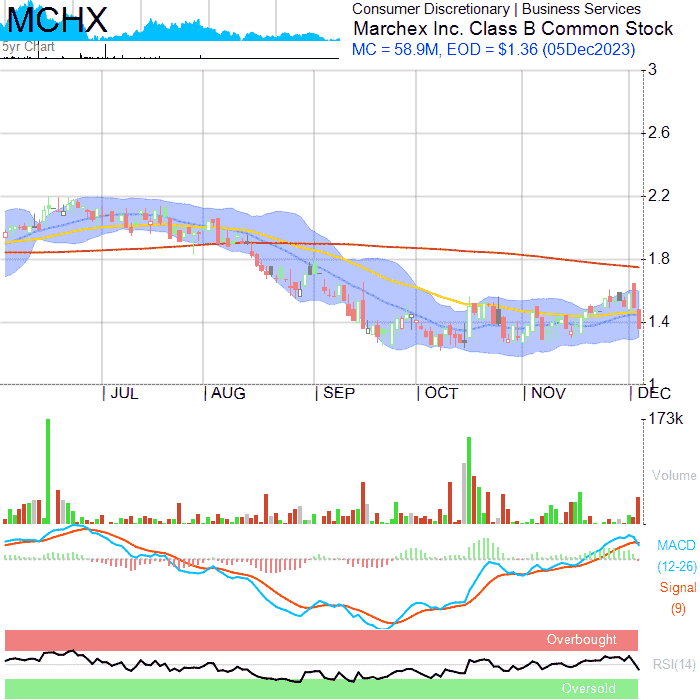 MCHX
5yr Chart
Consumer Discretionary | Business Services
Marchex Inc. Class B Common Stock
MC = 58.9M, EOD = $1.36 (05Dec2023)
3
2.6
2.2
1.8
1.4
1
JUL AUG SEP OCT NOV DEC
173k
Volume
MACD
(12-26)
Signal
(9)
Overbought
RSI(14)
Oversold